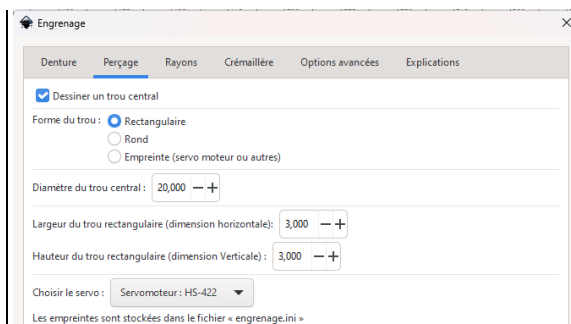 Engrenage
Denture Perçage Rayons Crémaillère Options avancées Explications
Dessiner un trou central
Forme du trou : Rectangulaire
Rond
Empreinte (servo moteur ou autres)
Diamètre du trou central : 20,000
Largeur du trou rectangulaire (dimension horizontale): 3,000
Hauteur du trou rectangulaire (dimension Verticale) : 3,000
Choisir le servo : Servomoteur : HS-422
Les empreintes sont stockées dans le fichier « engrenage.ini »